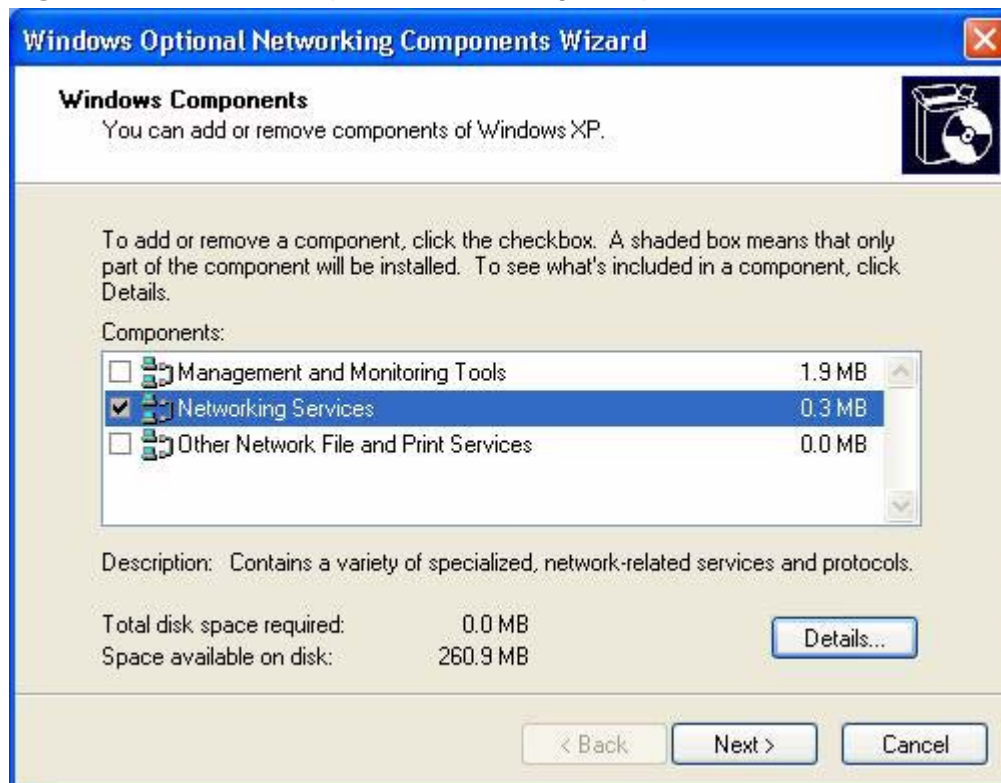 Windows Optional Networking Components Wizard
Windows Components
You can add or remove components of Windows XP.
To add or remove a component, click the checkbox. A shaded box means that only
part of the component will be installed. To see what's included in a component, click
Details.
Components:
Management and Monitoring Tools 1.9 MB
Networking Services 0.3 MB
Other Network File and Print Services 0.0 MB
Description: Contains a variety of specialized, network-related services and protocols.
Total disk space required: 0.0 MB
Space available on disk: 260.9 MB
Details...
< Back
Next >
Cancel